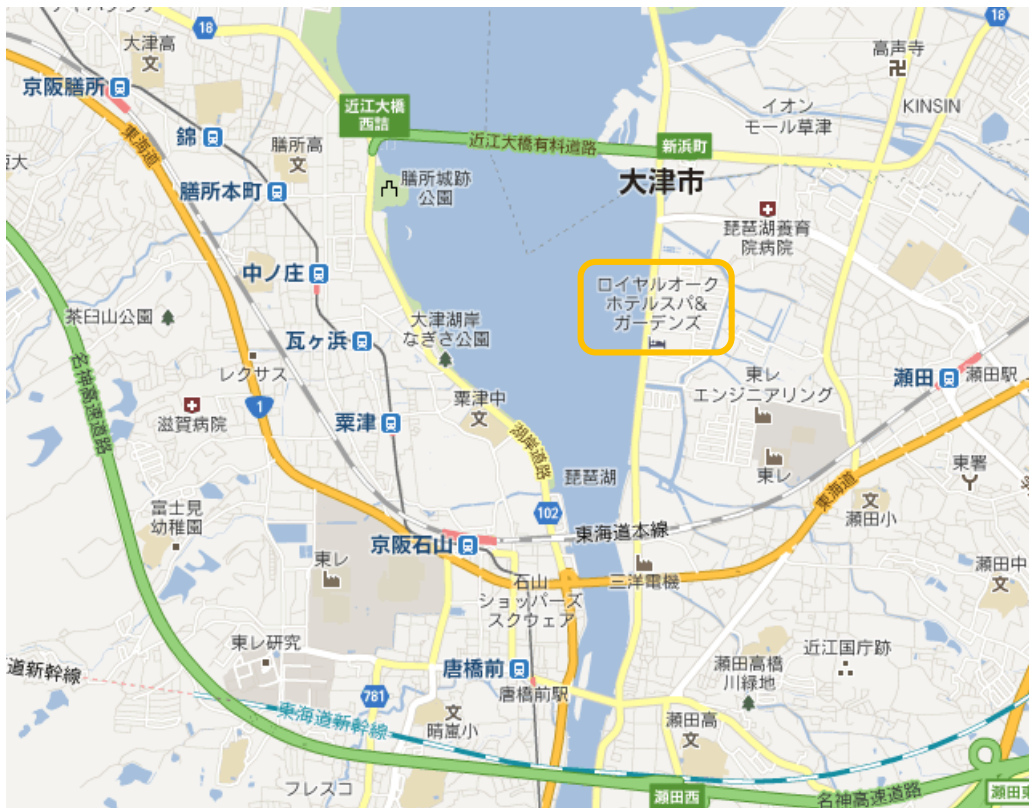 18
18
大津高
高声寺
京阪膳所
近江大橋
西詰
イオン
モール草津
KINSIN
東海道
錦
膳所高
近江大橋有料道路
新浜町
大津市
膳所本町
膳所城跡
公園
琵琶湖養育
院病院
中ノ庄
ロイヤルオーク
ホテルスパ&
ガーデンズ
茶臼山公園
大津湖岸
なぎさ公園
瓦ヶ浜
レクサス
名神高速道路
1
滋賀病院
粟津
粟津中
東レ
エンジニアリング
瀬田
瀬田駅
湖岸道路
琵琶湖
東レ
東署
東海道
瀬田小
富士見
幼稚園
102
東海道本線
京阪石山
東レ
石山
ショッパーズ
スクウェア
三洋電機
瀬田中
東レ研究
唐橋前
唐橋前駅
瀬田高橋
川緑地
近江国庁跡
道新幹線
781
東海道新幹線
晴嵐小
瀬田高
フレスコ
瀬田西
名神高速道路